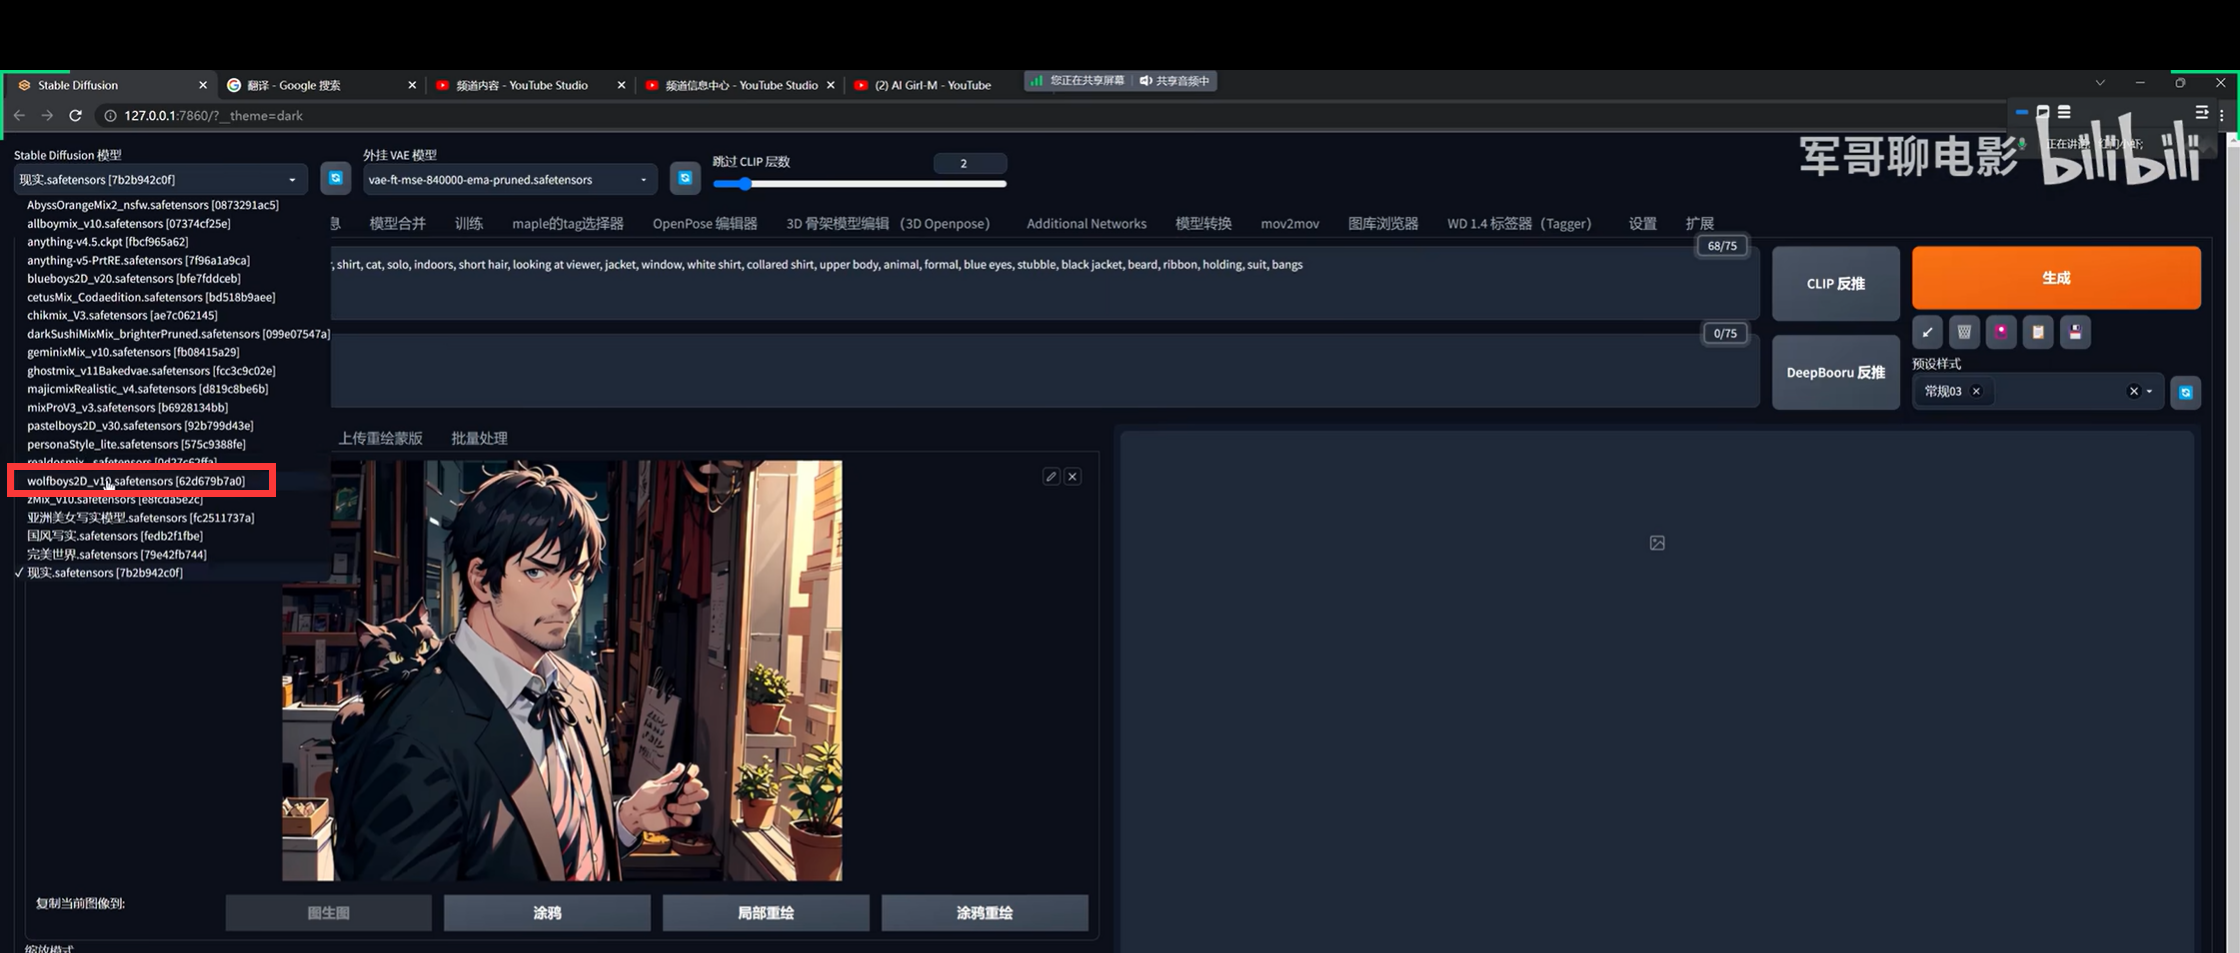 Stable Diffusion
翻译 - Google 搜索
频道内容 - YouTube Studio
频道信息中心 - YouTube Studio
(2) AI Girl-M - YouTube
您正在共享屏幕
共享音频中
127.0.0.1:7860/?__theme=dark
军哥聊电影 bilibili
正在讲话:
Stable Diffusion 模型
外挂 VAE 模型
跳过 CLIP 层数
2
现实.safetensors [7b2b942c0f]
vae-ft-mse-840000-ema-pruned.safetensors
AbyssOrangeMix2_nsfw.safetensors [0873291ac5]
allboymix_v10.safetensors [07374cf25e]
anything-v4.5.ckpt [fbcf965a62]
anything-v5-PrtRE.safetensors [7f96a1a9ca]
blueboys2D_v20.safetensors [bfe7fddceb]
cetusMix_Codaedition.safetensors [bd518b9aee]
chikmix_V3.safetensors [ae7c062145]
darkSushiMixMix_brighterPruned.safetensors [099e07547a]
geminixMix_v10.safetensors [fb08415a29]
ghostmix_v11Bakedvae.safetensors [fcc3c9c02e]
majicmixRealistic_v4.safetensors [d819c8be6b]
mixProV3_v3.safetensors [b6928134bb]
pastelboys2D_v30.safetensors [92b799d43e]
personaStyle_lite.safetensors [575c9388fe]
realdosmix_.safetensors [0d27c62ffa]
wolfboys2D_v10.safetensors [62d679b7a0]
zMix_v10.safetensors [e8fcda5e2c]
亚洲美女写实模型.safetensors [fc2511737a]
国风写实.safetensors [fedb2f1fbe]
完美世界.safetensors [79e42fb744]
✓ 现实.safetensors [7b2b942c0f]
息 模型合并 训练 maple的tag选择器 OpenPose 编辑器 3D 骨架模型编辑 (3D Openpose) Additional Networks 模型转换 mov2mov 图库浏览器 WD 1.4 标签器 (Tagger) 设置 扩展
68/75
, shirt, cat, solo, indoors, short hair, looking at viewer, jacket, window, white shirt, collared shirt, upper body, animal, formal, blue eyes, stubble, black jacket, beard, ribbon, holding, suit, bangs
CLIP 反推
生成
0/75
DeepBooru 反推
预设样式
常规03
上传重绘蒙版 批量处理
复制当前图像到:
图生图 涂鸦 局部重绘 涂鸦重绘
缩放模式